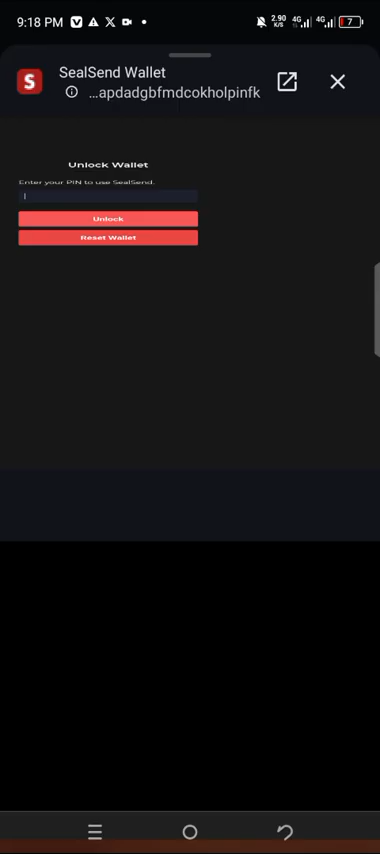 9:18 PM
2.90 K/S 4G 4G 7
S
SealSend Wallet
...apdadgbfmdcokholpinfk
Unlock Wallet
Enter your PIN to use SealSend.
Unlock
Reset Wallet